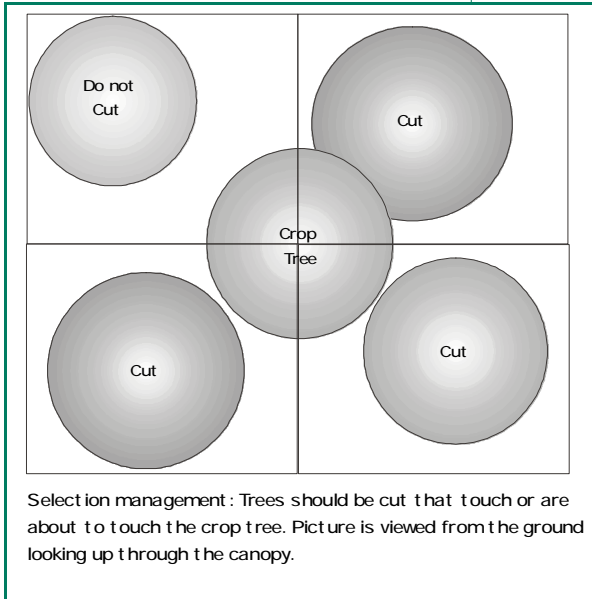 Do not
Cut
Cut
Crop
Tree
Cut
Cut
Selection management: Trees should be cut that touch or are
about to touch the crop tree. Picture is viewed from the ground
looking up through the canopy.